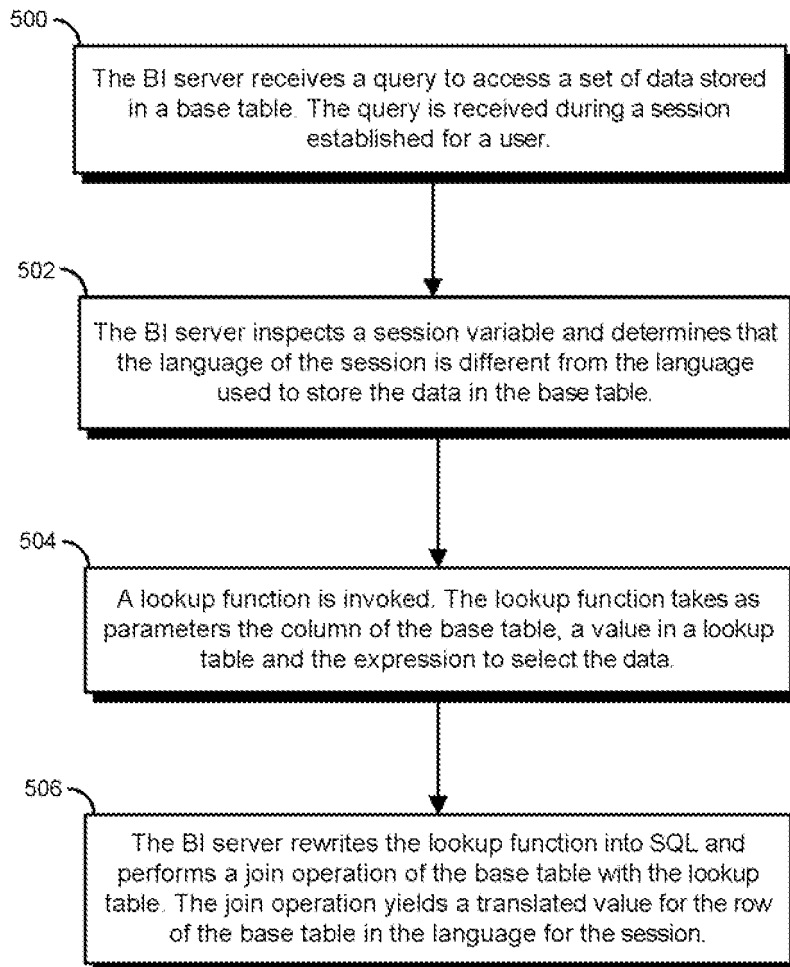 500
The BI server receives a query to access a set of data stored
in a base table. The query is received during a session
established for a user.
502
The BI server inspects a session variable and determines that
the language of the session is different from the language
used to store the data in the base table.
504
A lookup function is invoked. The lookup function takes as
parameters the column of the base table, a value in a lookup
table and the expression to select the data.
506
The BI server rewrites the lookup function into SQL and
performs a join operation of the base table with the lookup
table. The join operation yields a translated value for the row
of the base table in the language for the session.